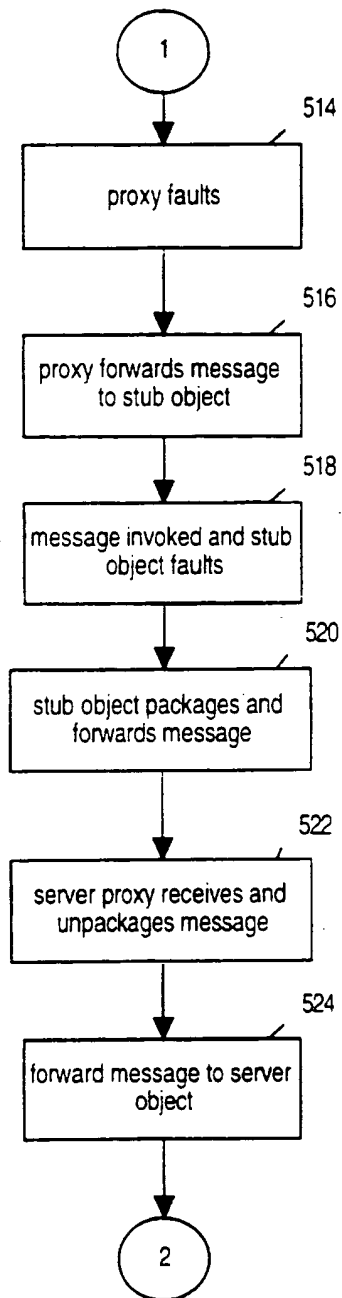 1
514
proxy faults
516
proxy forwards message
to stub object
518
message invoked and stub
object faults
520
stub object packages and
forwards message
522
server proxy receives and
unpackages message
524
forward message to server
object
2